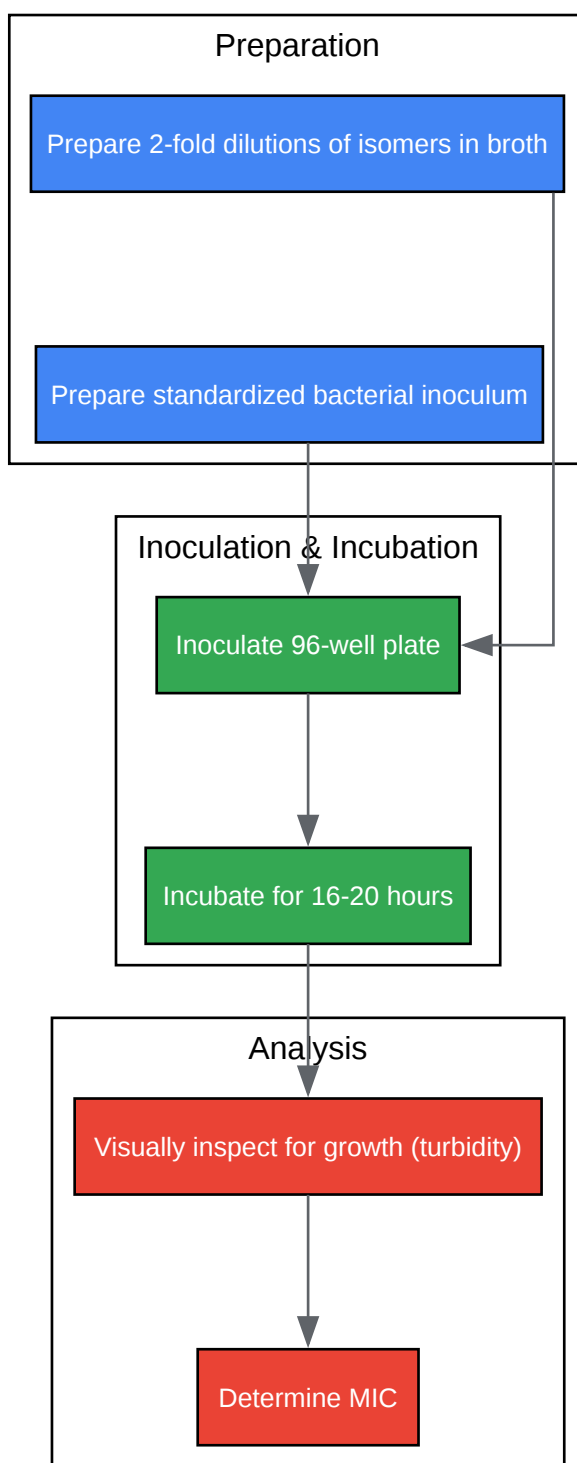 Preparation
Prepare 2-fold dilutions of isomers in broth
Prepare standardized bacterial inoculum
Inoculation & Incubation
Inoculate 96-well plate
Incubate for 16-20 hours
Analysis
Visually inspect for growth (turbidity)
Determine MIC